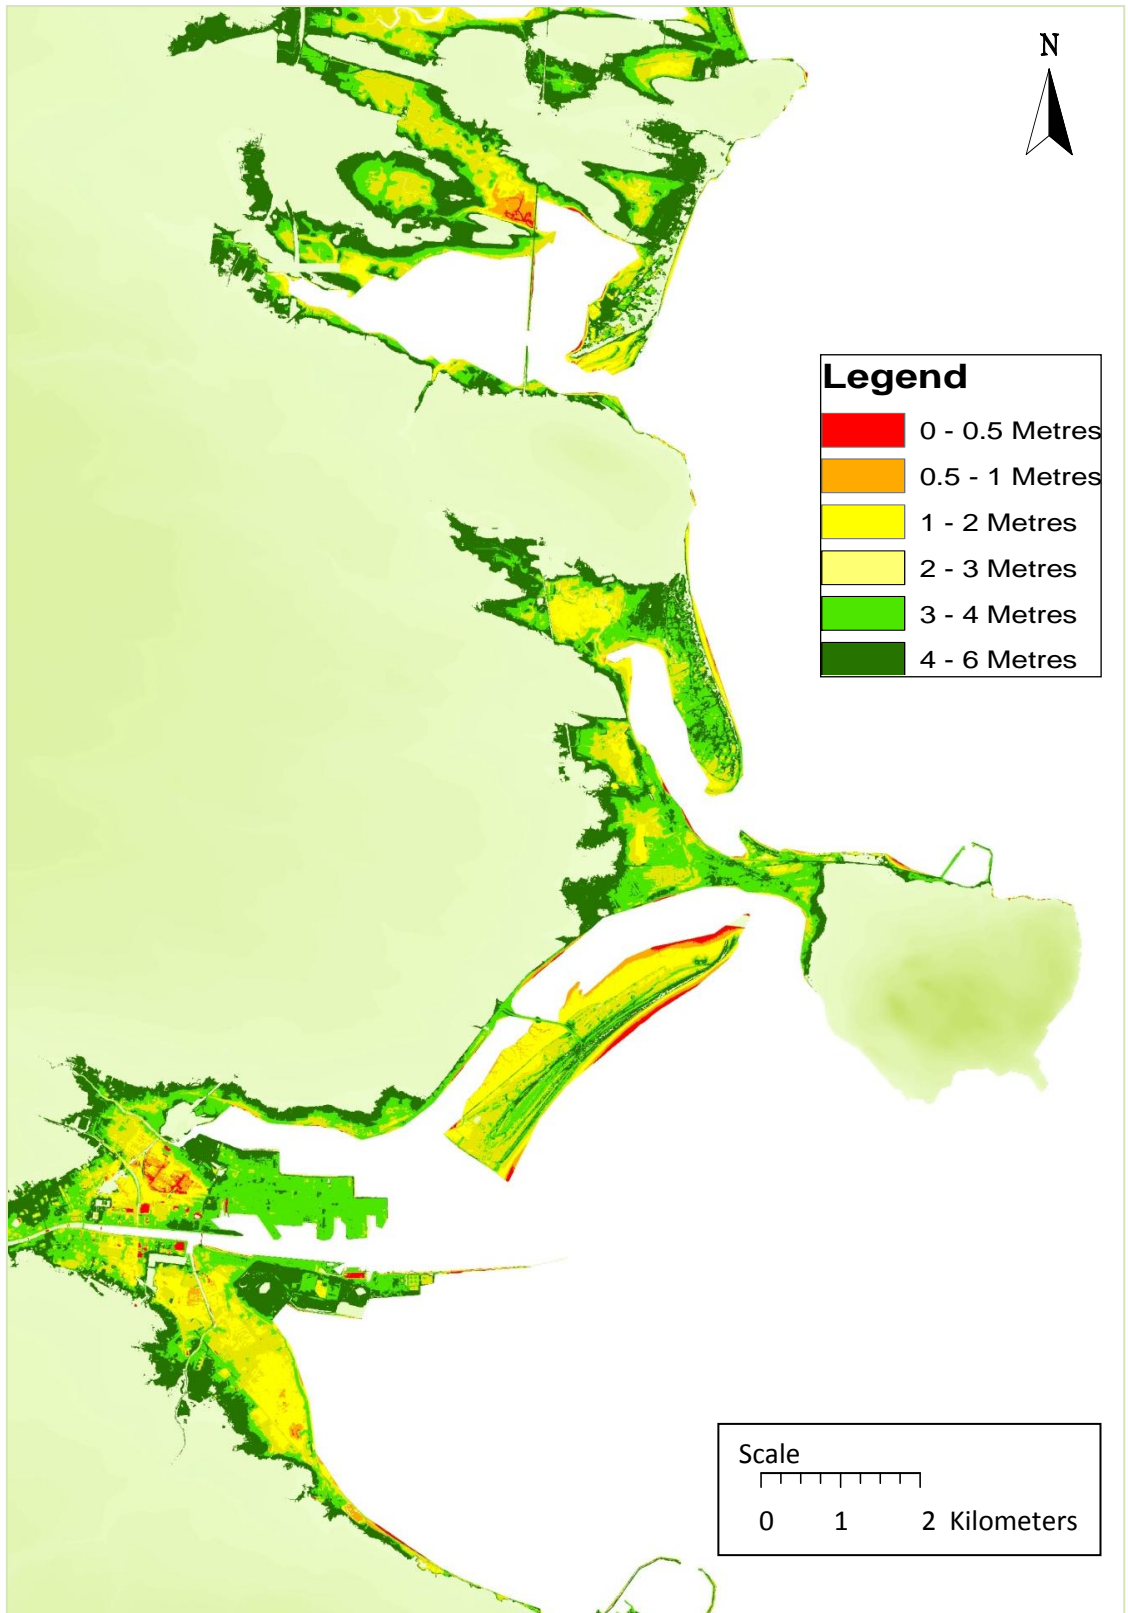 N
Legend
0 - 0.5 Metres
0.5 - 1 Metres
1 - 2 Metres
2 - 3 Metres
3 - 4 Metres
4 - 6 Metres
Scale
0 1 2 Kilometers